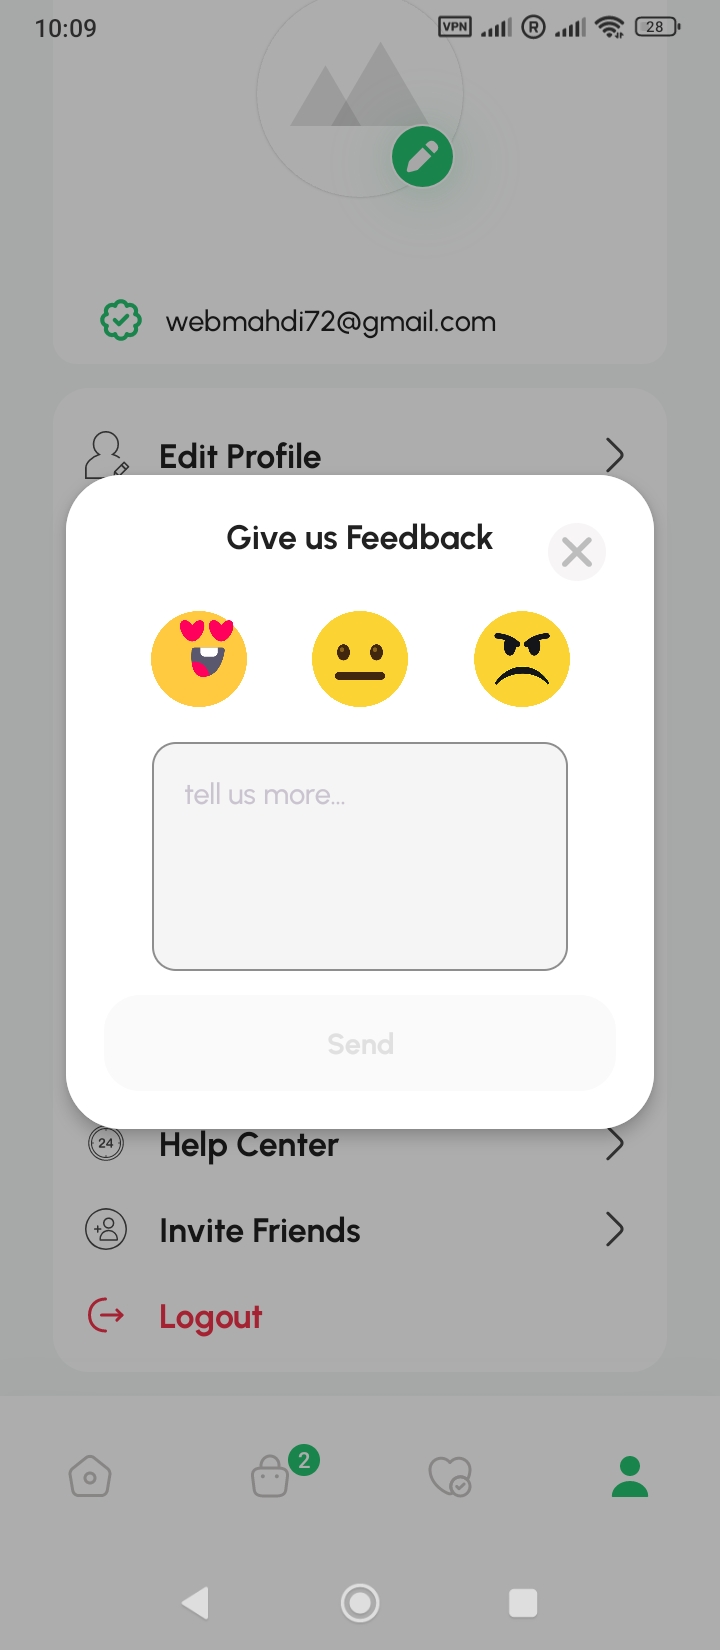 10:09
VPN R 28
webmahdi72@gmail.com
Edit Profile
Give us Feedback
tell us more...
Send
24 Help Center
Invite Friends
Logout
2